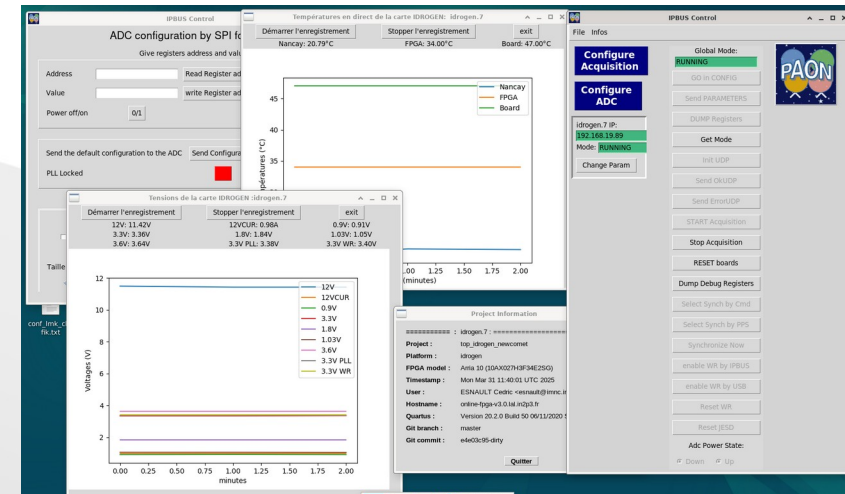 IPBUS Control
ADC configuration by SPI fo
Give registers address and valu
Address
Read Register ad
Value
write Register ad
Power off/on
0/1
Send the default configuration to the ADC
Send Configura
PLL Locked
Taille
conf_lmk_c
fik.txt
Températures en direct de la carte IDROGEN: idrogen.7
Démarrer l'enregistrement
Stopper l'enregistrement
exit
Nancay: 20.79°C
FPGA: 34.00°C
Board: 47.00°C
Nancay
FPGA
Board
45
40
35
mpératures (°C)
.00 1.25 1.50 1.75 2.00
(minutes)
Tensions de la carte IDROGEN :idrogen.7
Démarrer l'enregistrement
Stopper l'enregistrement
exit
12V: 11.42V
12VCUR: 0.98A
0.9V: 0.91V
3.3V: 3.36V
1.8V: 1.84V
1.03V: 1.05V
3.6V: 3.64V
3.3V PLL: 3.38V
3.3V WR: 3.40V
12V
12VCUR
0.9V
3.3V
1.8V
1.03V
3.6V
3.3V PLL
3.3V WR
12
10
8
6
4
2
Voltages (V)
0.00 0.25 0.50 0.75 1.00 1.25 1.50 1.75 2.00
minutes
Project Information
=========== : idrogen.7 : ===================
Project : top_idrogen_newcomet
Platform : idrogen
FPGA model : Arria 10 (10AX027H3F34E2SG)
Timestamp : Mon Mar 31 11:40:01 UTC 2025
User : ESNAULT Cedric <esnault@imnc.in
Hostname : online-fpga-v3.0.lal.in2p3.fr
Quartus : Version 20.2.0 Build 50 06/11/2020 S
Git branch : master
Git commit : e4e03c95-dirty
Quitter
IPBUS Control
File Infos
Configure
Acquisition
Configure
ADC
idrogen.7 IP:
192.168.19.89
Mode: RUNNING
Change Param
Global Mode:
RUNNING
GO in CONFIG
Send PARAMETERS
DUMP Registers
Get Mode
Init UDP
Send OkUDP
Send ErrorUDP
START Acquisition
Stop Acquisition
RESET boards
Dump Debug Registers
Select Synch by Cmd
Select Synch by PPS
Synchronize Now
enable WR by IPBUS
enable WR by USB
Reset WR
Reset JESD
Adc Power State:
Down Up
PAON